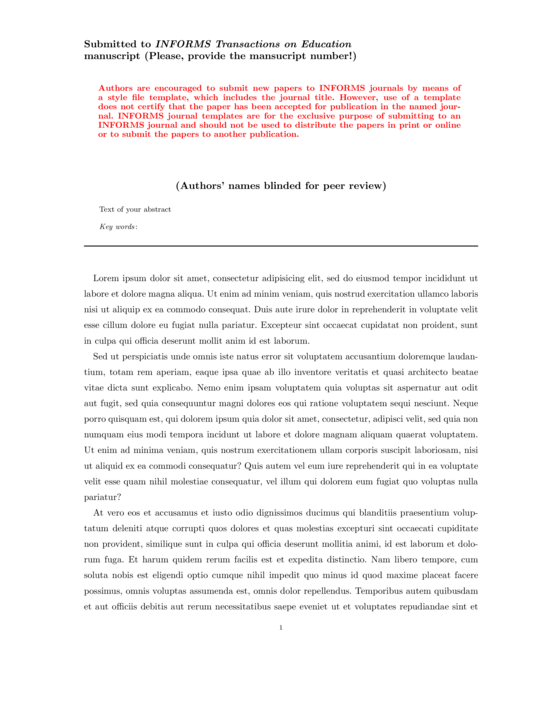 Submitted to INFORMS Transactions on Education
manuscript (Please, provide the mansucript number!)
Authors are encouraged to submit new papers to INFORMS journals by means of
a style file template, which includes the journal title. However, use of a template
does not certify that the paper has been accepted for publication in the named jour-
nal. INFORMS journal templates are for the exclusive purpose of submitting to an
INFORMS journal and should not be used to distribute the papers in print or online
or to submit the papers to another publication.
(Authors' names blinded for peer review)
Text of your abstract
Key words:
Lorem ipsum dolor sit amet, consectetur adipisicing elit, sed do eiusmod tempor incididunt ut
labore et dolore magna aliqua. Ut enim ad minim veniam, quis nostrud exercitation ullamco laboris
nisi ut aliquip ex ea commodo consequat. Duis aute irure dolor in reprehenderit in voluptate velit
esse cillum dolore eu fugiat nulla pariatur. Excepteur sint occaecat cupidatat non proident, sunt
in culpa qui officia deserunt mollit anim id est laborum.
Sed ut perspiciatis unde omnis iste natus error sit voluptatem accusantium doloremque laudan-
tium, totam rem aperiam, eaque ipsa quae ab illo inventore veritatis et quasi architecto beatae
vitae dicta sunt explicabo. Nemo enim ipsam voluptatem quia voluptas sit aspernatur aut odit
aut fugit, sed quia consequuntur magni dolores eos qui ratione voluptatem sequi nesciunt. Neque
porro quisquam est, qui dolorem ipsum quia dolor sit amet, consectetur, adipisci velit, sed quia non
numquam eius modi tempora incidunt ut labore et dolore magnam aliquam quaerat voluptatem.
Ut enim ad minima veniam, quis nostrum exercitationem ullam corporis suscipit laboriosam, nisi
ut aliquid ex ea commodi consequatur? Quis autem vel eum iure reprehenderit qui in ea voluptate
velit esse quam nihil molestiae consequatur, vel illum qui dolorem eum fugiat quo voluptas nulla
pariatur?
At vero eos et accusamus et iusto odio dignissimos ducimus qui blanditiis praesentium volup-
tatum deleniti atque corrupti quos dolores et quas molestias excepturi sint occaecati cupiditate
non provident, similique sunt in culpa qui officia deserunt mollitia animi, id est laborum et dolo-
rum fuga. Et harum quidem rerum facilis est et expedita distinctio. Nam libero tempore, cum
soluta nobis est eligendi optio cumque nihil impedit quo minus id quod maxime placeat facere
possimus, omnis voluptas assumenda est, omnis dolor repellendus. Temporibus autem quibusdam
et aut officiis debitis aut rerum necessitatibus saepe eveniet ut et voluptates repudiandae sint et
1